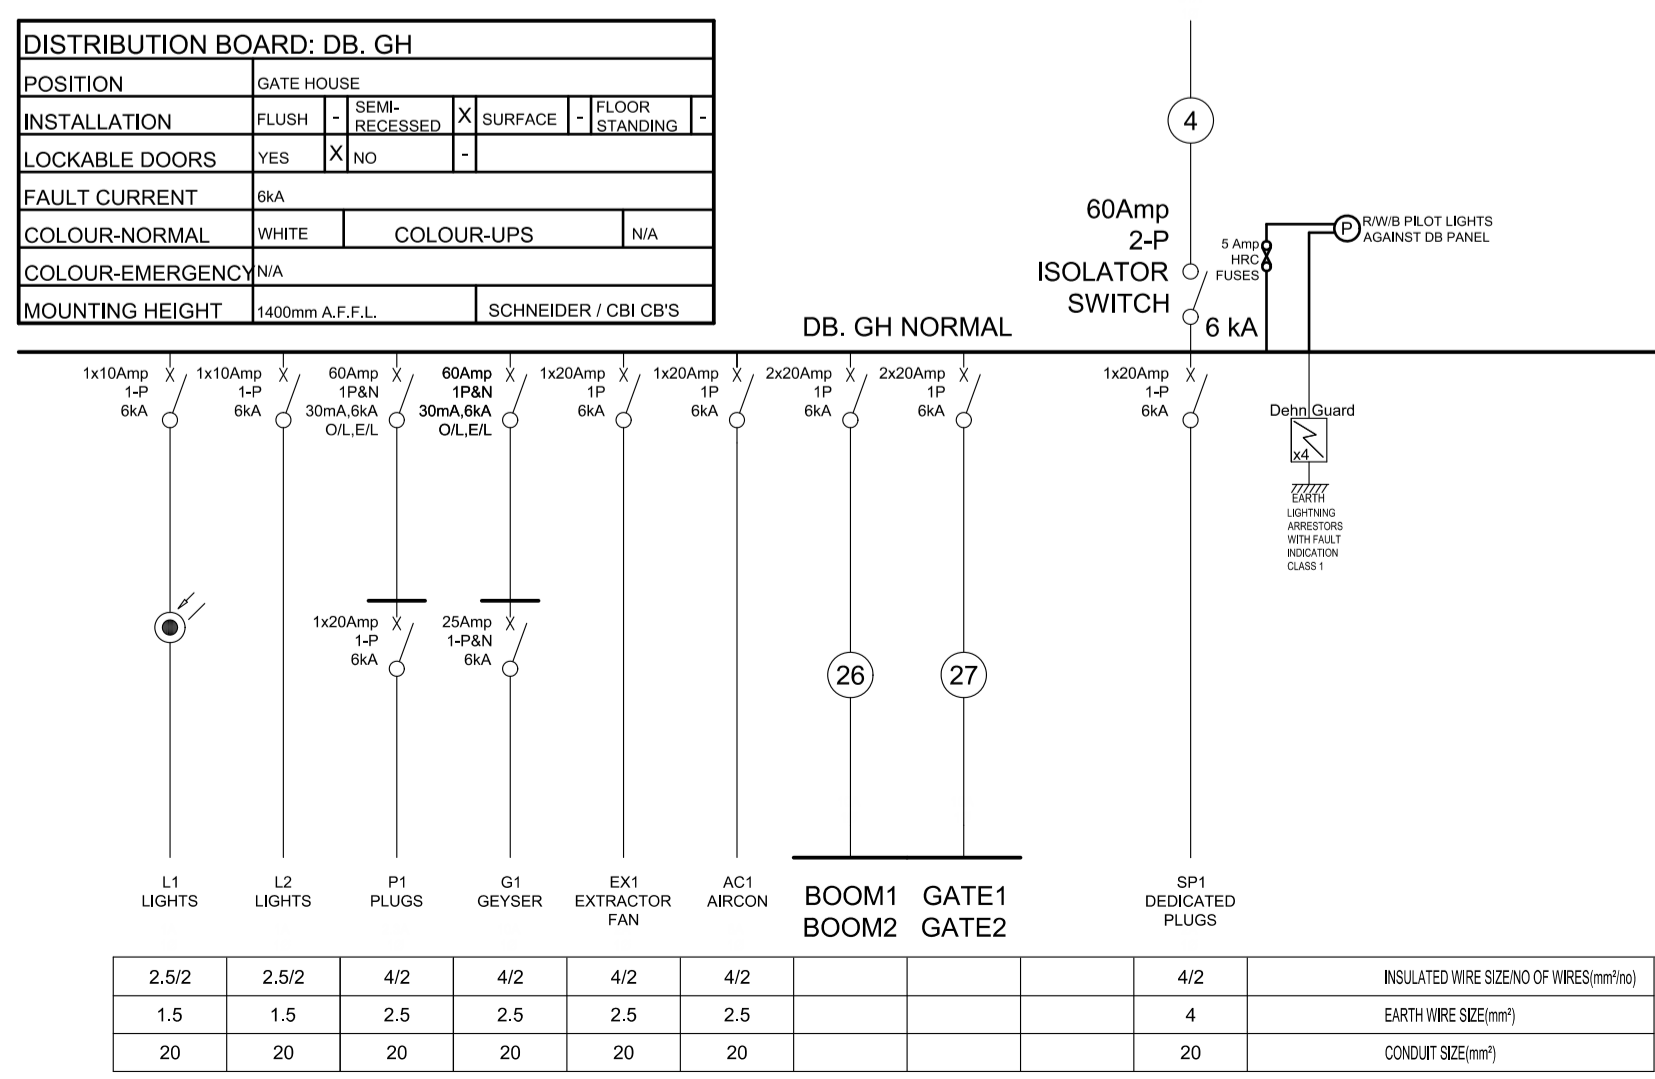 DISTRIBUTION BOARD: DB. GH
POSITION GATE HOUSE
INSTALLATION FLUSH - SEMI-RECESSED X SURFACE - FLOOR STANDING -
LOCKABLE DOORS YES X NO -
FAULT CURRENT 6kA
COLOUR-NORMAL WHITE COLOUR-UPS N/A
COLOUR-EMERGENCY N/A
MOUNTING HEIGHT 1400mm A.F.F.L. SCHNEIDER / CBI CB'S
4
60Amp
2-P
ISOLATOR
SWITCH
6 kA
5 Amp
HRC
FUSES
P
R/W/B PILOT LIGHTS
AGAINST DB PANEL
DB. GH NORMAL
1x10Amp
1-P
6kA
1x10Amp
1-P
6kA
60Amp
1P&N
30mA,6kA
O/L,E/L
60Amp
1P&N
30mA,6kA
O/L,E/L
1x20Amp
1P
6kA
1x20Amp
1P
6kA
2x20Amp
1P
6kA
2x20Amp
1P
6kA
1x20Amp
1-P
6kA
Dehn Guard
x4
EARTH
LIGHTNING
ARRESTORS
WITH FAULT
INDICATION
CLASS 1
1x20Amp
1-P
6kA
25Amp
1-P&N
6kA
26
27
L1
LIGHTS
L2
LIGHTS
P1
PLUGS
G1
GEYSER
EX1
EXTRACTOR
FAN
AC1
AIRCON
BOOM1
BOOM2
GATE1
GATE2
SP1
DEDICATED
PLUGS
2.5/2 2.5/2 4/2 4/2 4/2 4/2 4/2 INSULATED WIRE SIZE/NO OF WIRES(mm²/no)
1.5 1.5 2.5 2.5 2.5 2.5 4 EARTH WIRE SIZE(mm²)
20 20 20 20 20 20 20 CONDUIT SIZE(mm²)